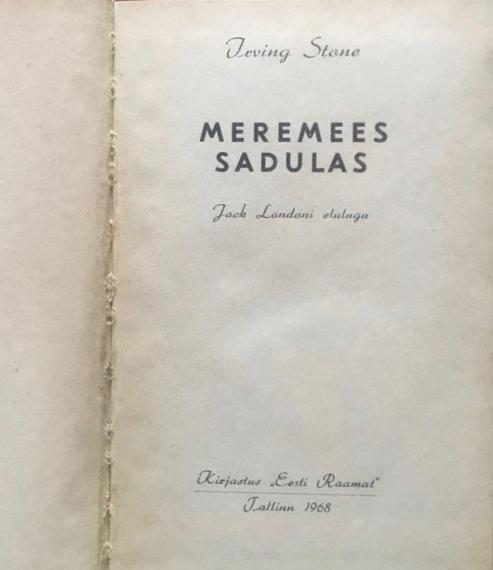 Irving Stone
MEREMEES
SADULAS
Jack Londoni elulugu
Kirjastus „Eesti Raamat"
Tallinn 1968